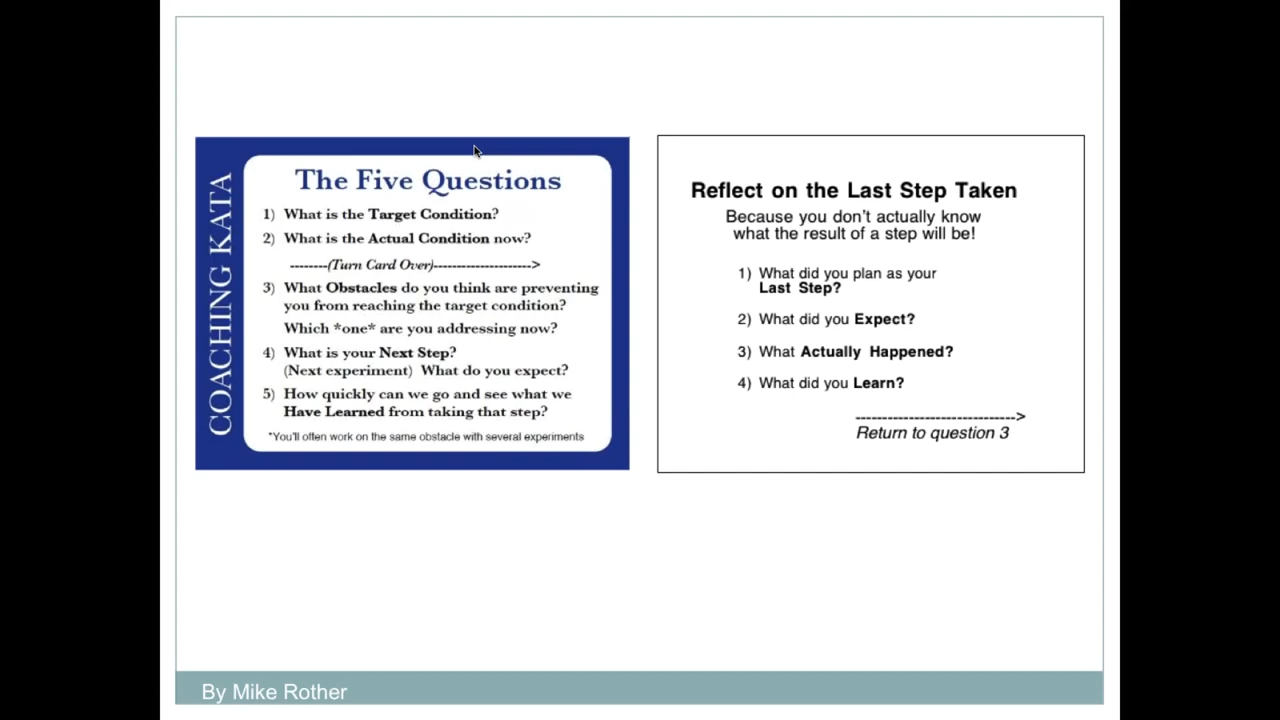 COACHING KATA
The Five Questions
1) What is the Target Condition?
2) What is the Actual Condition now?
--------(Turn Card Over)--------------------->
3) What Obstacles do you think are preventing
you from reaching the target condition?
Which *one* are you addressing now?
4) What is your Next Step?
(Next experiment) What do you expect?
5) How quickly can we go and see what we
Have Learned from taking that step?
*You'll often work on the same obstacle with several experiments
Reflect on the Last Step Taken
Because you don't actually know
what the result of a step will be!
1) What did you plan as your
Last Step?
2) What did you Expect?
3) What Actually Happened?
4) What did you Learn?
------------------------------>
Return to question 3
By Mike Rother